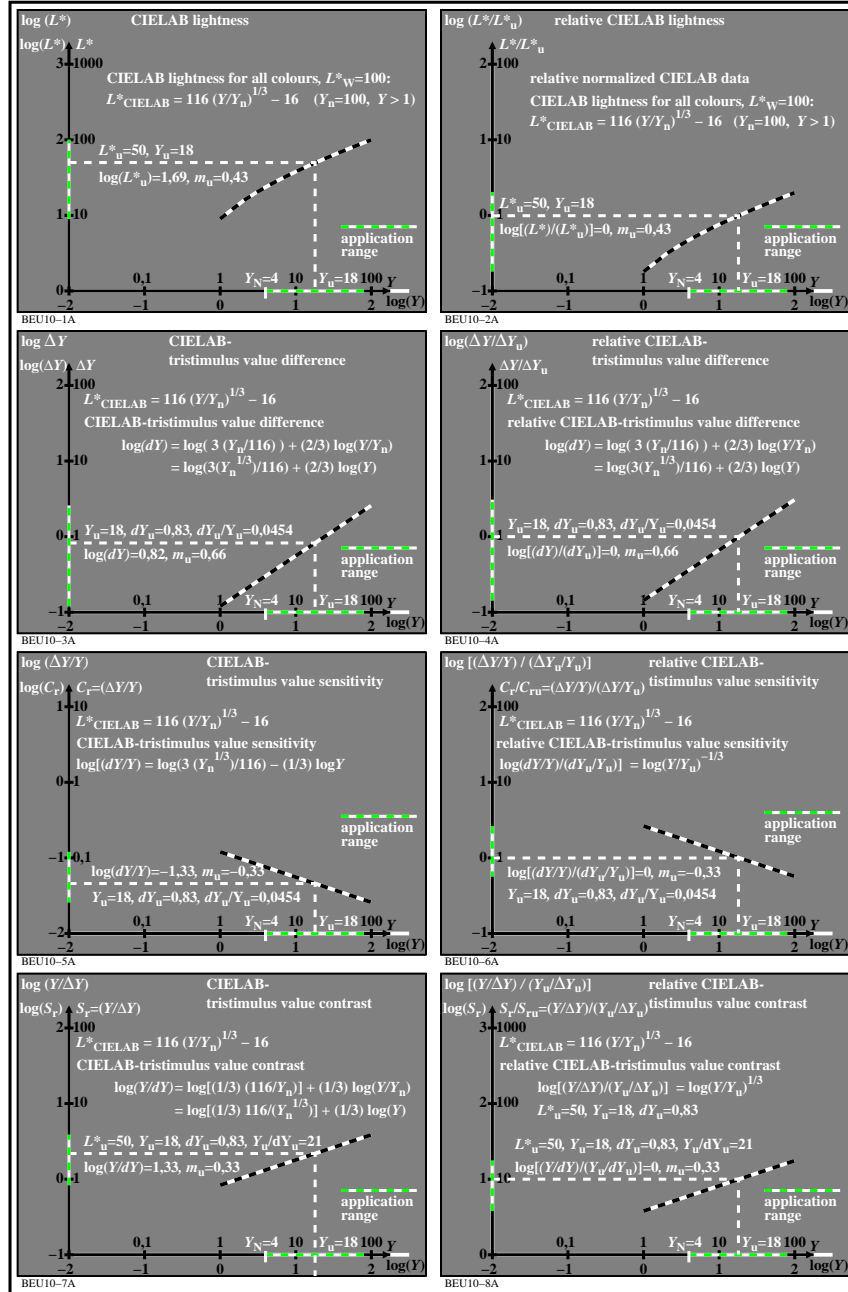 log (L*) CIELAB lightness
log(L*) L*
3 1000
CIELAB lightness for all colours, L*W=100:
L*CIELAB = 116 (Y/Yn)1/3 − 16 (Yn=100, Y > 1)
2 100
L*u=50, Yu=18
log(L*u)=1,69, mu=0,43
1 10
application
range
0,1 1 YN=4 10 Yu=18 100 Y
0
−2 −1 0 1 2 log(Y)
BEU10−1A
log (L*/L*u) relative CIELAB lightness
L*/L*u
2 100
relative normalized CIELAB data
CIELAB lightness for all colours, L*W=100:
L*CIELAB = 116 (Y/Yn)1/3 − 16 (Yn=100, Y > 1)
1 10
L*u=50, Yu=18
0 1
log[(L*)/(L*u)]=0, mu=0,43
application
range
0,1 1 YN=4 10 Yu=18 100 Y
−1
−2 −1 0 1 2 log(Y)
BEU10−2A
log ΔY CIELAB-
tristimulus value difference
log(ΔY) ΔY
2 100
L*CIELAB = 116 (Y/Yn)1/3 − 16
CIELAB-tristimulus value difference
log(dY) = log( 3 (Yn/116) ) + (2/3) log(Y/Yn)
1 10
= log(3(Yn1/3)/116) + (2/3) log(Y)
Yu=18, dYu=0,83, dYu/Yu=0,0454
0 1
log(dY)=0,82, mu=0,66
application
range
0,1 1 YN=4 10 Yu=18 100 Y
−1
−2 −1 0 1 2 log(Y)
BEU10−3A
log(ΔY/ΔYu) relative CIELAB-
tristimulus value difference
ΔY/ΔYu
2 100
L*CIELAB = 116 (Y/Yn)1/3 − 16
relative CIELAB-tristimulus value difference
log(dY) = log( 3 (Yn/116) ) + (2/3) log(Y/Yn)
1 10
= log(3(Yn1/3)/116) + (2/3) log(Y)
Yu=18, dYu=0,83, dYu/Yu=0,0454
0 1
log[(dY)/(dYu)]=0, mu=0,66
application
range
0,1 1 YN=4 10 Yu=18 100 Y
−1
−2 −1 0 1 2 log(Y)
BEU10−4A
log (ΔY/Y) CIELAB-
tristimulus value sensitivity
log(Cr) Cr=(ΔY/Y)
1 10
L*CIELAB = 116 (Y/Yn)1/3 − 16
CIELAB-tristimulus value sensitivity
log[(dY/Y) = log(3 (Yn1/3)/116) − (1/3) logY
0 1
application
range
−1 0,1
log(dY/Y)=−1,33, mu=−0,33
Yu=18, dYu=0,83, dYu/Yu=0,0454
0,1 1 YN=4 10 Yu=18 100 Y
−2
−2 −1 0 1 2 log(Y)
BEU10−5A
log [(ΔY/Y) / (ΔYu/Yu)] relative CIELAB-
tistimulus value sensitivity
Cr/Cru=(ΔY/Y)/(ΔY/Yu)
2 100
L*CIELAB = 116 (Y/Yn)1/3 − 16
relative CIELAB-tristimulus value sensitivity
log(dY/Y)/(dYu/Yu)] = log(Y/Yu)−1/3
1 10
application
range
0 1
log[(dY/Y)/(dYu/Yu)]=0, mu=−0,33
Yu=18, dYu=0,83, dYu/Yu=0,0454
0,1 1 YN=4 10 Yu=18 100 Y
−1
−2 −1 0 1 2 log(Y)
BEU10−6A
log (Y/ΔY) CIELAB-
tristimulus value contrast
log(Sr) Sr=(Y/ΔY)
2 100
L*CIELAB = 116 (Y/Yn)1/3 − 16
CIELAB-tristimulus value contrast
log(Y/dY) = log[(1/3) (116/Yn)] + (1/3) log(Y/Yn)
1 10
= log[(1/3) 116/(Yn1/3)] + (1/3) log(Y)
L*u=50, Yu=18, dYu=0,83, Yu/dYu=21
log(Y/dY)=1,33, mu=0,33
0 1
application
range
0,1 1 YN=4 10 Yu=18 100 Y
−1
−2 −1 0 1 2 log(Y)
BEU10−7A
log [(Y/ΔY) / (Yu/ΔYu)] relative CIELAB-
tistimulus value contrast
log(Sr) Sr/Sru=(Y/ΔY)/(Yu/ΔYu)
3 1000
L*CIELAB = 116 (Y/Yn)1/3 − 16
relative CIELAB-tristimulus value contrast
log[(Y/ΔY)/(Yu/ΔYu)] = log(Y/Yu)1/3
2 100
L*u=50, Yu=18, dYu=0,83
L*u=50, Yu=18, dYu=0,83, Yu/dYu=21
log[(Y/dY)/(Yu/dYu)]=0, mu=0,33
1 10
application
range
0,1 1 YN=4 10 Yu=18 100 Y
0
−2 −1 0 1 2 log(Y)
BEU10−8A